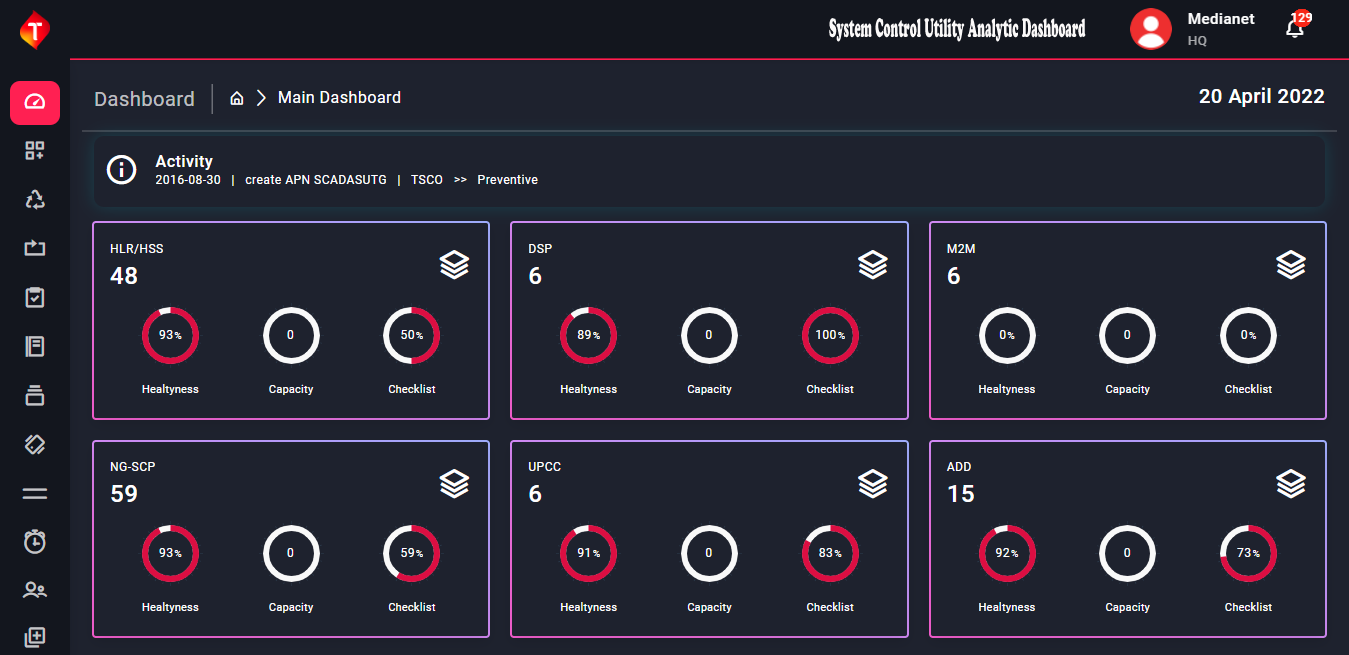 T
System Control Utility Analytic Dashboard
Medianet
HQ
29
Dashboard
Main Dashboard
20 April 2022
Activity
2016-08-30 | create APN SCADASUTG | TSCO >> Preventive
HLR/HSS
48
93%
0
50%
Healtyness
Capacity
Checklist
DSP
6
89%
0
100%
Healtyness
Capacity
Checklist
M2M
6
0%
0
0%
Healtyness
Capacity
Checklist
NG-SCP
59
93%
0
59%
Healtyness
Capacity
Checklist
UPCC
6
91%
0
83%
Healtyness
Capacity
Checklist
ADD
15
92%
0
73%
Healtyness
Capacity
Checklist